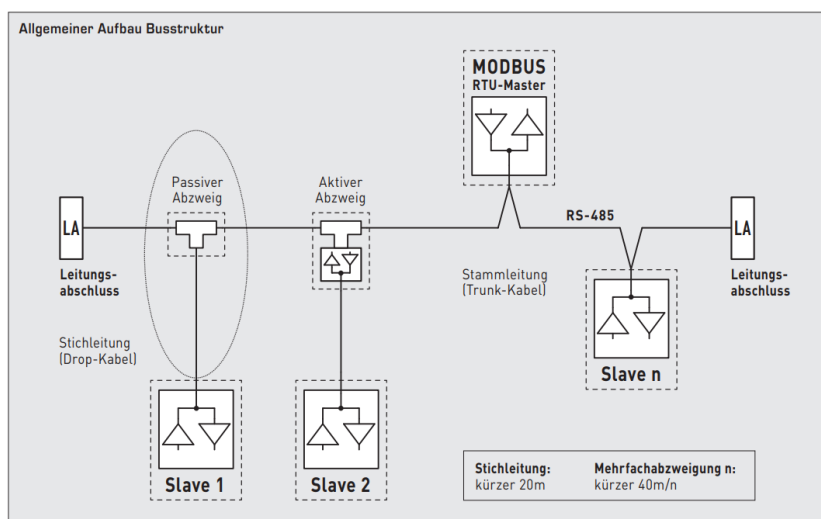 Allgemeiner Aufbau Busstruktur
MODBUS
RTU-Master
Passiver
Abzweig
Aktiver
Abzweig
LA
RS-485
LA
Leitungs-
abschluss
Stammleitung
(Trunk-Kabel)
Leitungs-
abschluss
Stichleitung
(Drop-Kabel)
Slave n
Slave 1
Slave 2
Stichleitung:
kürzer 20m
Mehrfachabzweigung n:
kürzer 40m/n